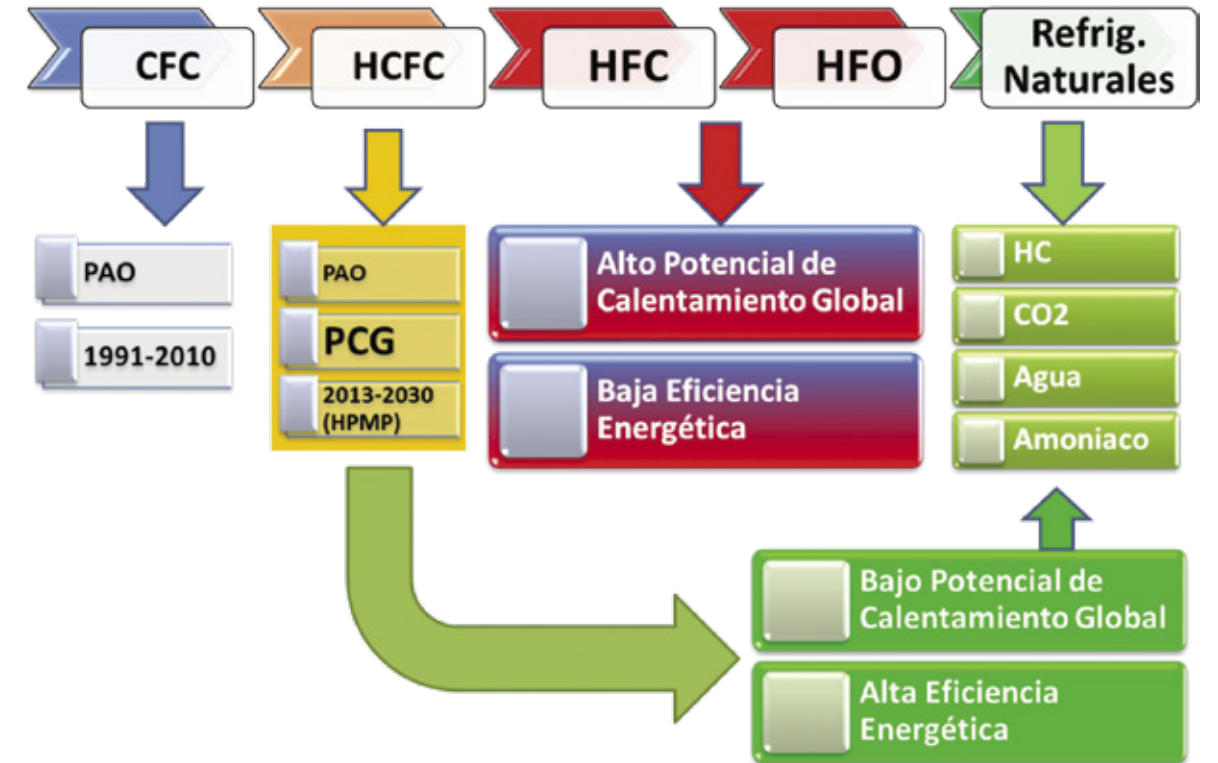 CFC
HCFC
HFC
HFO
Refrig.
Naturales
PAO
1991-2010
PAO
PCG
2013-2030
(HPMP)
Alto Potencial de
Calentamiento Global
Baja Eficiencia
Energética
HC
CO2
Agua
Amoniaco
Bajo Potencial de
Calentamiento Global
Alta Eficiencia
Energética